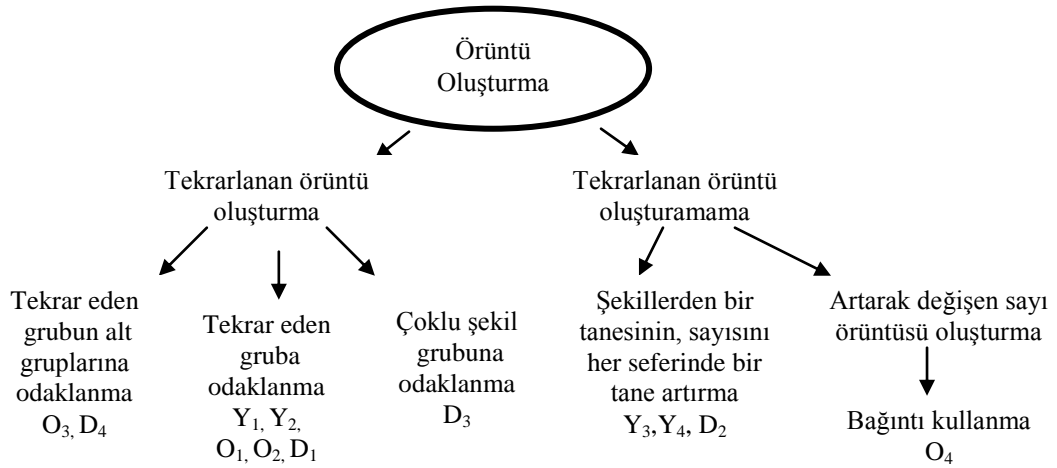 Örüntü
Oluşturma
Tekrarlanan örüntü
oluşturma
Tekrarlanan örüntü
oluşturamama
Tekrar eden
grubun alt
gruplarına
odaklanma
O₃, D₄
Tekrar eden
gruba
odaklanma
Y₁, Y₂,
O₁, O₂, D₁
Çoklu şekil
grubuna
odaklanma
D₃
Şekillerden bir
tanesinin, sayısını
her seferinde bir
tane artırma
Y₃,Y₄, D₂
Artarak değişen sayı
örüntüsü oluşturma
Bağıntı kullanma
O₄